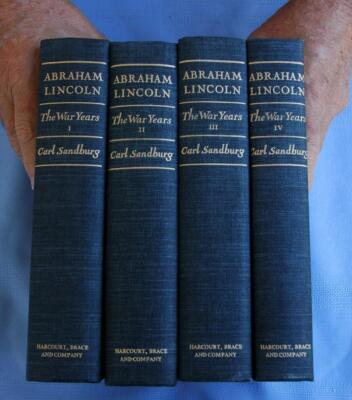 ABRAHAM
LINCOLN
The War Years
I
Carl Sandburg
HARCOURT, BRACE
AND COMPANY
ABRAHAM
LINCOLN
The War Years
II
Carl Sandburg
HARCOURT, BRACE
AND COMPANY
ABRAHAM
LINCOLN
The War Years
III
Carl Sandburg
HARCOURT, BRACE
AND COMPANY
ABRAHAM
LINCOLN
The War Years
IV
Carl Sandburg
HARCOURT, BRACE
AND COMPANY